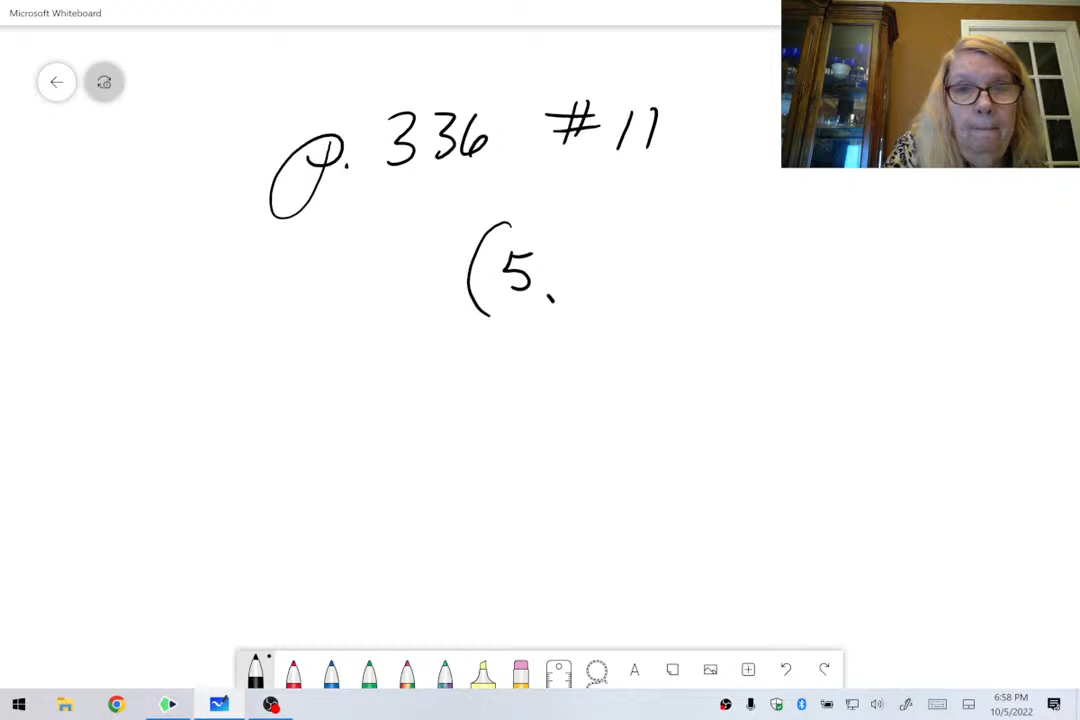 Microsoft Whiteboard
p. 336 #11
(5.
A
6:58 PM
10/5/2022